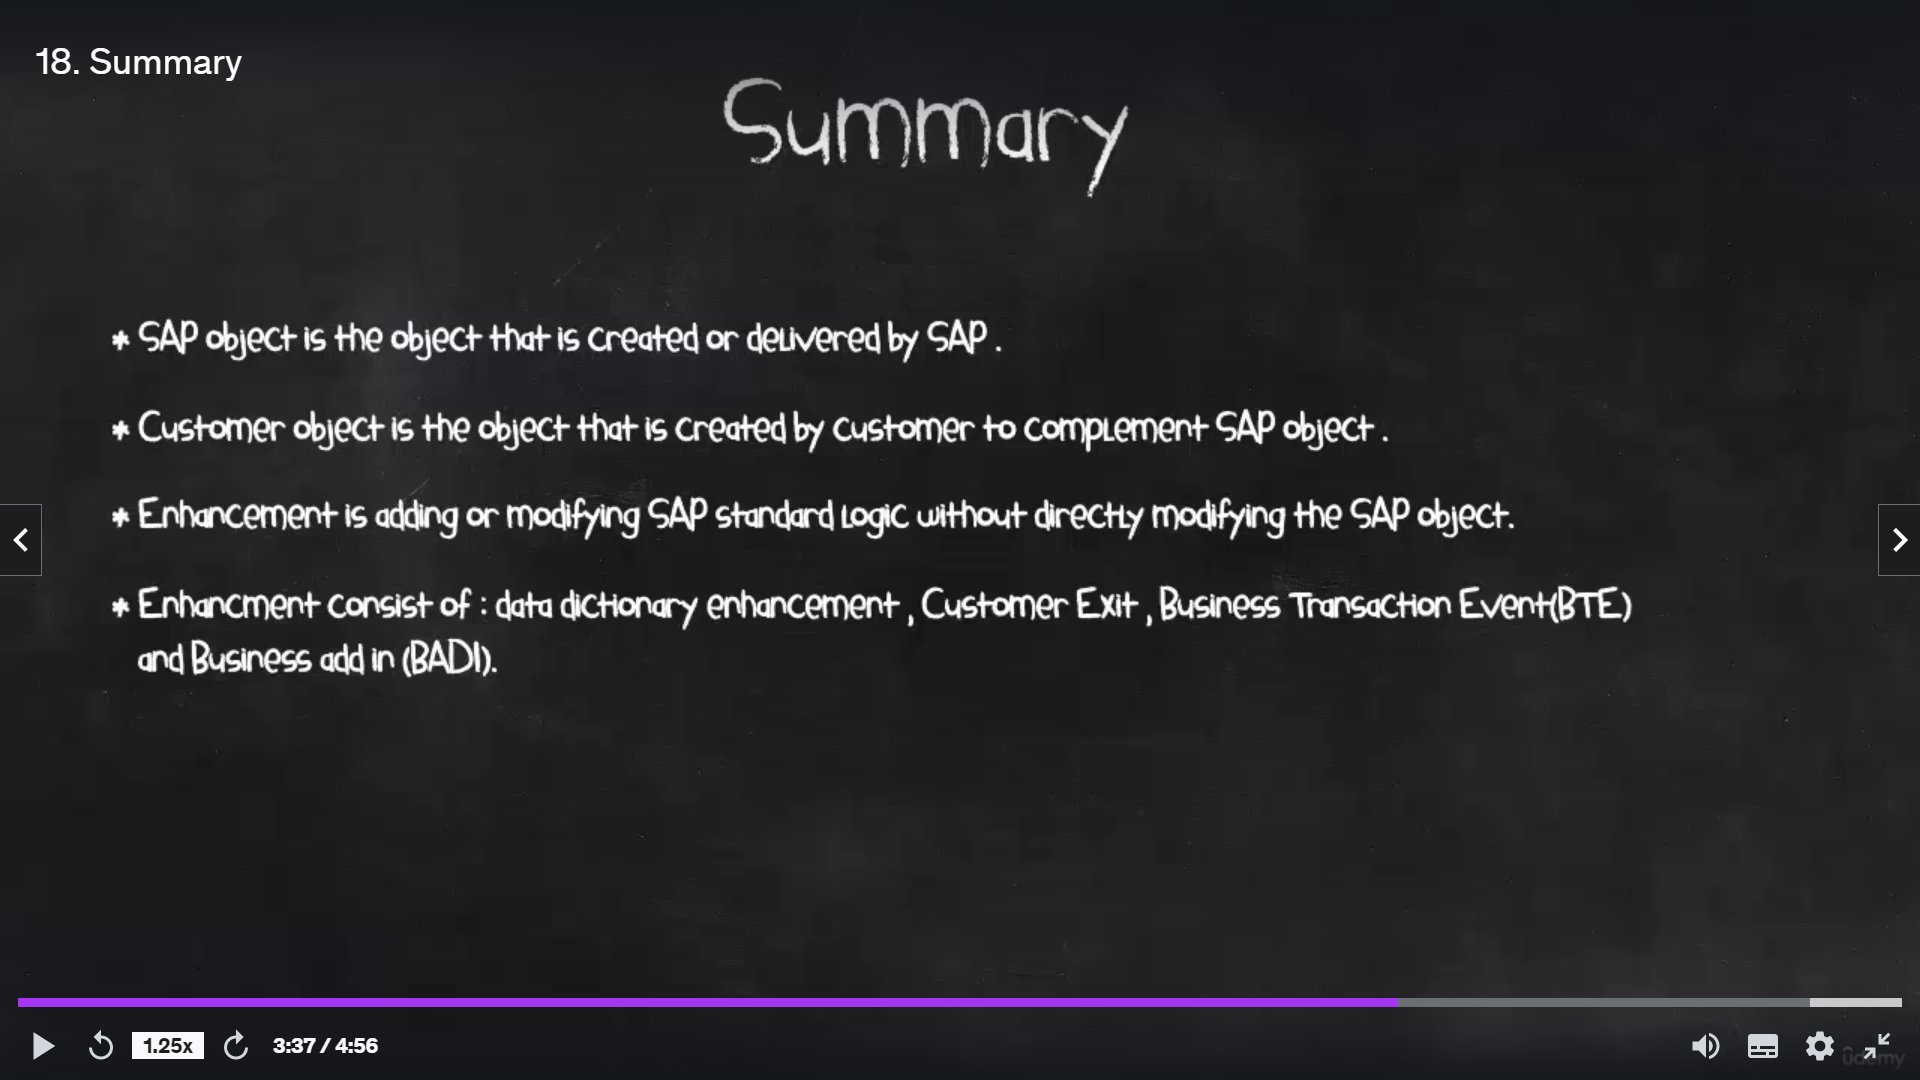 18. Summary
Summary
* SAP object is the object that is created or delivered by SAP .
* Customer object is the object that is created by customer to complement SAP object .
* Enhancement is adding or modifying SAP standard logic without directly modifying the SAP object.
* Enhancment consist of : data dictionary enhancement , Customer Exit , Business Transaction Event(BTE)
and Business add in (BADI).
1.25x
3:37 / 4:56
ûdemy